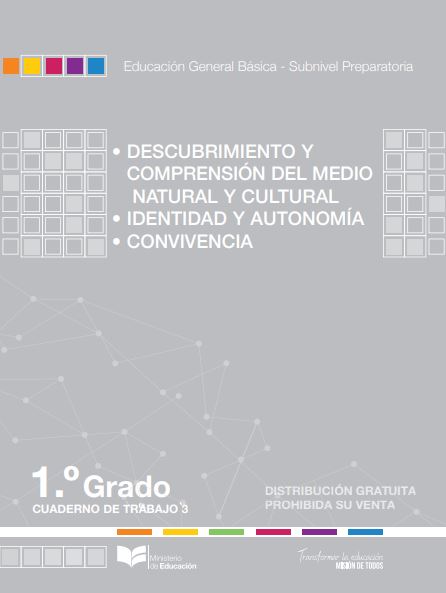 Educación General Básica - Subnivel Preparatoria
• DESCUBRIMIENTO Y
COMPRENSIÓN DEL MEDIO
NATURAL Y CULTURAL
• IDENTIDAD Y AUTONOMÍA
• CONVIVENCIA
1.º Grado
CUADERNO DE TRABAJO 3
DISTRIBUCIÓN GRATUITA
PROHIBIDA SU VENTA
Ministerio
de Educación
Transformar la educación
MISIÓN DE TODOS